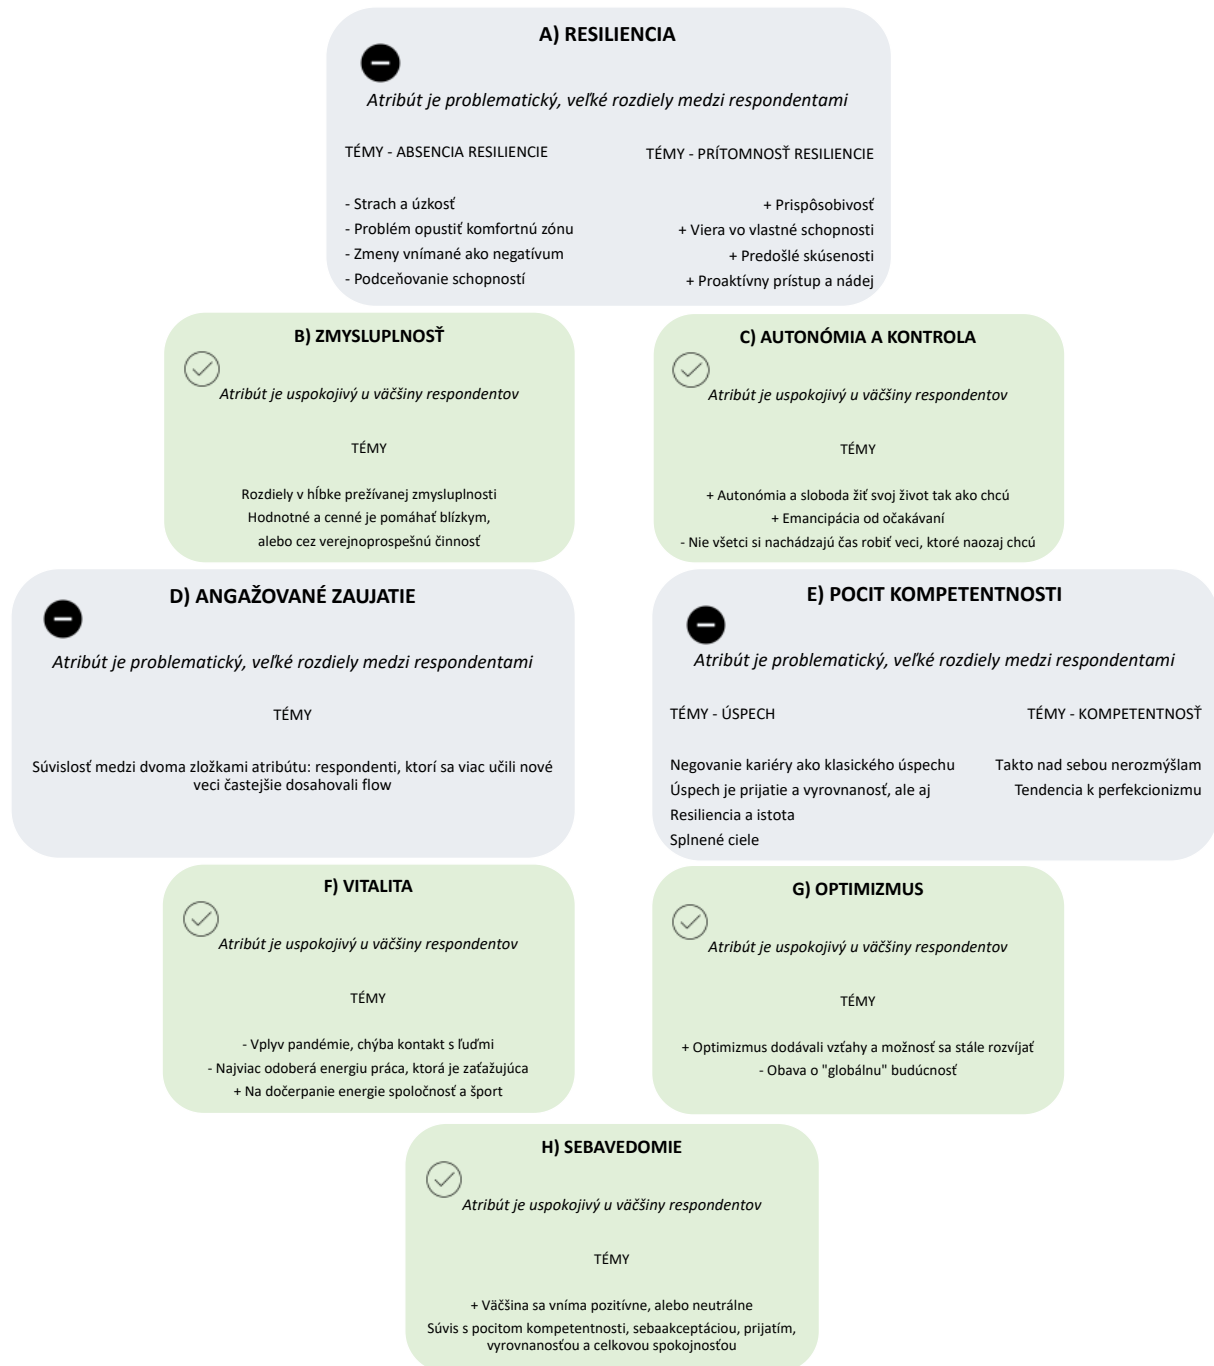 A) RESILIENCIA
Atribút je problematický, veľké rozdiely medzi respondentami
TÉMY - ABSENCIA RESILIENCIE
- Strach a úzkosť
- Problém opustiť komfortnú zónu
- Zmeny vnímané ako negatívum
- Podceňovanie schopností
TÉMY - PRÍTOMNOSŤ RESILIENCIE
+ Prispôsobivosť
+ Viera vo vlastné schopnosti
+ Predošlé skúsenosti
+ Proaktívny prístup a nádej
B) ZMYSLUPLNOSŤ
Atribút je uspokojivý u väčšiny respondentov
TÉMY
Rozdiely v hĺbke prežívanej zmysluplnosti
Hodnotné a cenné je pomáhať blízkym,
alebo cez verejnoprospešnú činnosť
C) AUTONÓMIA A KONTROLA
Atribút je uspokojivý u väčšiny respondentov
TÉMY
+ Autonómia a sloboda žiť svoj život tak ako chcú
+ Emancipácia od očakávaní
- Nie všetci si nachádzajú čas robiť veci, ktoré naozaj chcú
D) ANGAŽOVANÉ ZAUJATIE
Atribút je problematický, veľké rozdiely medzi respondentami
TÉMY
Súvislosť medzi dvoma zložkami atribútu: respondenti, ktorí sa viac učili nové
veci častejšie dosahovali flow
E) POCIT KOMPETENTNOSTI
Atribút je problematický, veľké rozdiely medzi respondentami
TÉMY - ÚSPECH
Negovanie kariéry ako klasického úspechu
Úspech je prijatie a vyrovnanosť, ale aj
Resiliencia a istota
Splnené ciele
TÉMY - KOMPETENTNOSŤ
Takto nad sebou nerozmýšlam
Tendencia k perfekcionizmu
F) VITALITA
Atribút je uspokojivý u väčšiny respondentov
TÉMY
- Vplyv pandémie, chýba kontakt s ľuďmi
- Najviac odoberá energiu práca, ktorá je zaťažujúca
+ Na dočerpanie energie spoločnosť a šport
G) OPTIMIZMUS
Atribút je uspokojivý u väčšiny respondentov
TÉMY
+ Optimizmus dodávali vzťahy a možnosť sa stále rozvíjať
- Obava o "globálnu" budúcnosť
H) SEBAVEDOMIE
Atribút je uspokojivý u väčšiny respondentov
TÉMY
+ Väčšina sa vníma pozitívne, alebo neutrálne
Súvis s pocitom kompetentnosti, sebaakceptáciou, prijatím,
vyrovnanosťou a celkovou spokojnosťou